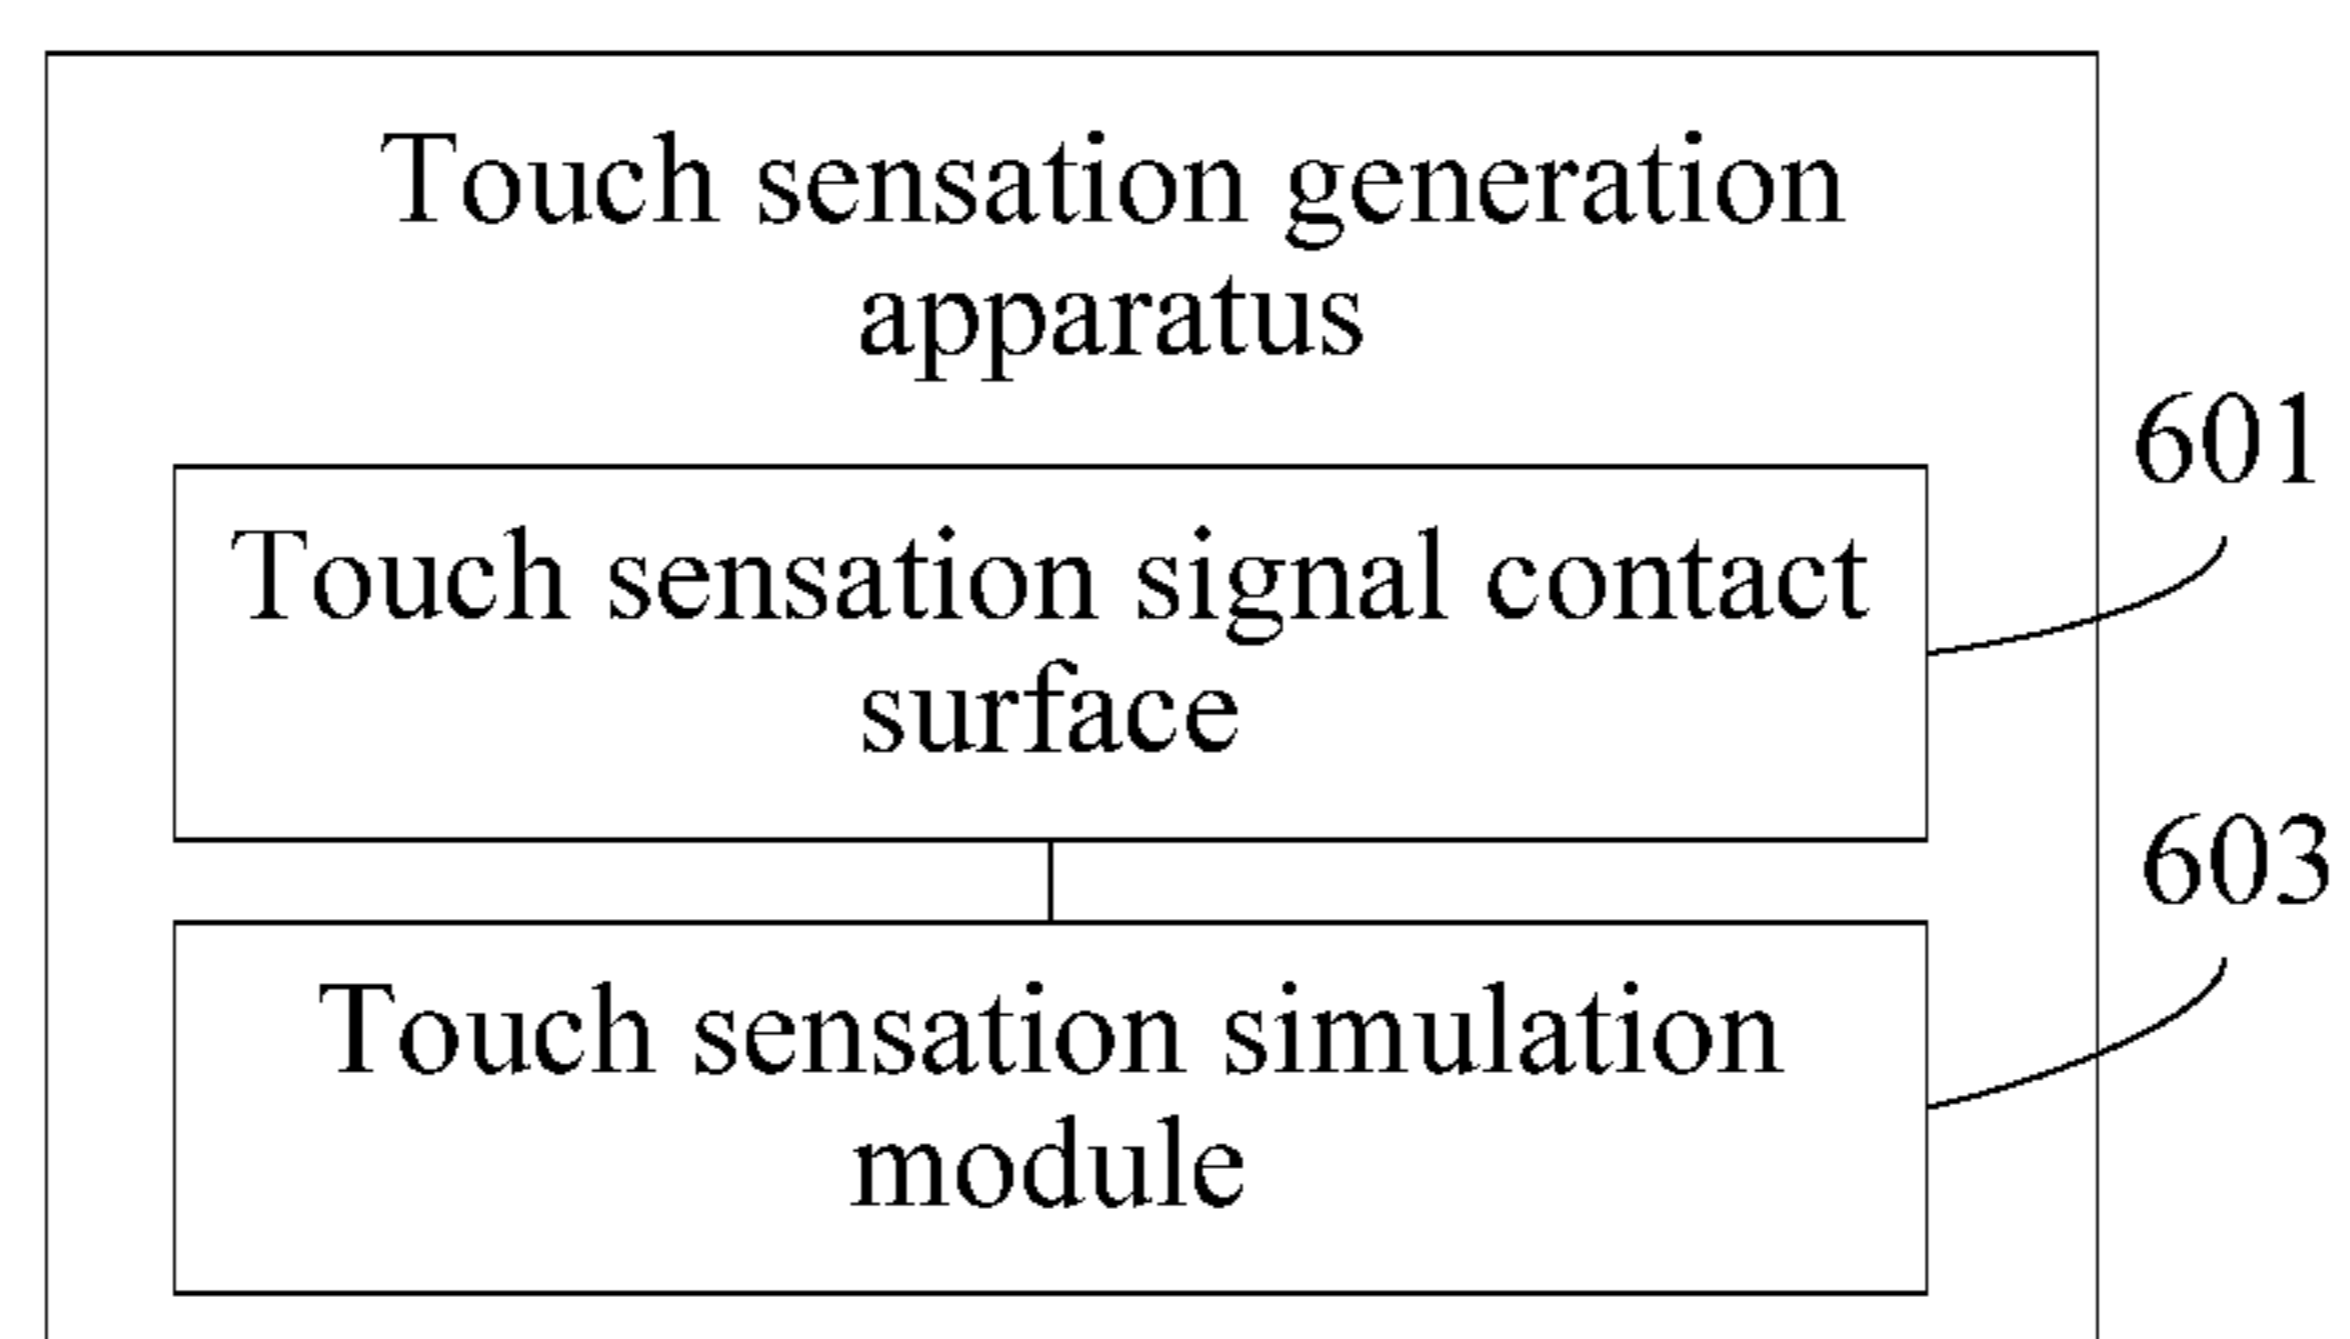 Touch sensation generation
apparatus
601
Touch sensation signal contact
surface
603
Touch sensation simulation
module